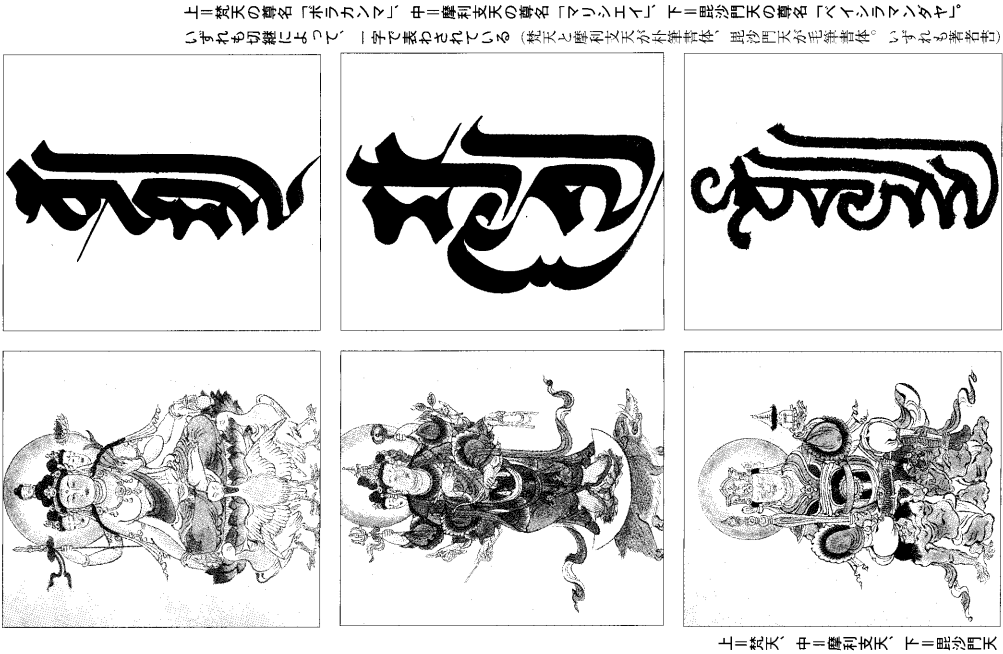 上＝梵天の尊名「ボラカンマ」、中＝摩利支天の尊名「マリシエイ」、下＝毘沙門天の尊名「ベイシラマンダヤ」。
いずれも切継によって、一字で表わされている（梵天と摩利支天が朴筆書体、毘沙門天が毛筆書体。いずれも著者書）
上＝梵天、中＝摩利支天、下＝毘沙門天